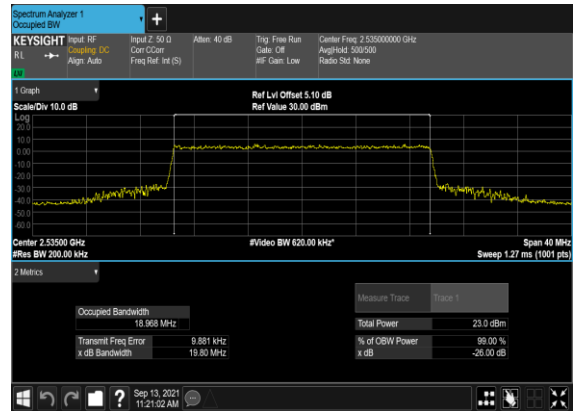 Spectrum Analyzer 1
Occupied BW
KEYSIGHT
RL
Input: RF
Coupling: DC
Align: Auto
Input Z: 50 Ω
Corr CCorr
Freq Ref: Int (S)
Atten: 40 dB
Trig: Free Run
Gate: Off
#IF Gain: Low
Center Freq: 2.535000000 GHz
Avg|Hold: 500/500
Radio Std: None
1 Graph
Scale/Div 10.0 dB
Ref Lvl Offset 5.10 dB
Ref Value 30.00 dBm
Log
20.0
10.0
0.00
-10.0
-20.0
-30.0
-40.0
-50.0
-60.0
Center 2.53500 GHz
#Res BW 200.00 kHz
#Video BW 620.00 kHz*
Span 40 MHz
Sweep 1.27 ms (1001 pts)
2 Metrics
Occupied Bandwidth
18.968 MHz
Transmit Freq Error 9.881 kHz
x dB Bandwidth 19.80 MHz
Measure Trace Trace 1
Total Power 23.0 dBm
% of OBW Power 99.00 %
x dB -26.00 dB
?
Sep 13, 2021
11:21:02 AM